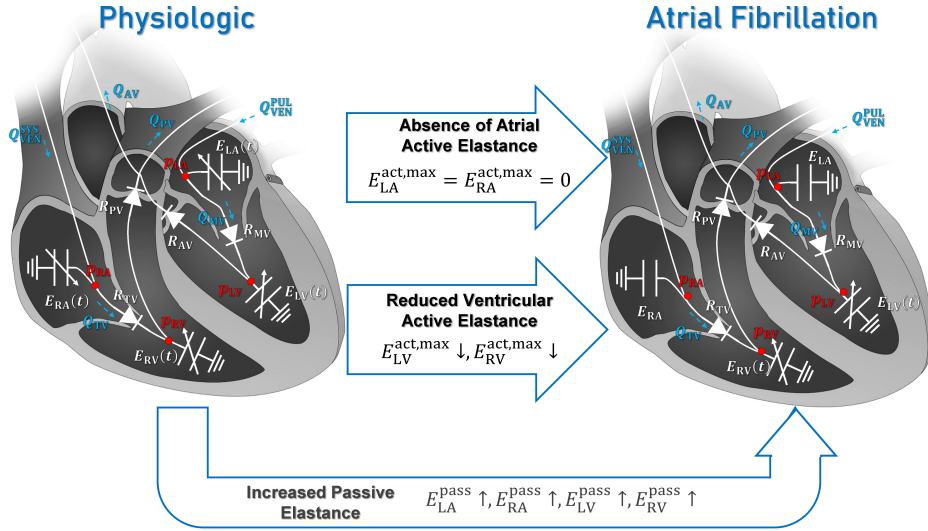 Physiologic
Atrial Fibrillation
Q_AV
Q_PV
Q_VEN^PUL
Q_VEN^SYS
E_LA(t)
p_LA
R_PV
Q_MV
R_MV
R_AV
p_RA
E_RA(t)
R_TV
Q_TV
p_LV
E_LV(t)
p_RV
E_RV(t)
Absence of Atrial
Active Elastance
E_LA^act,max = E_RA^act,max = 0
Reduced Ventricular
Active Elastance
E_LV^act,max ↓, E_RV^act,max ↓
Q_AV
Q_PV
Q_VEN^PUL
Q_VEN^SYS
E_LA
p_LA
R_PV
Q_MV
R_MV
R_AV
p_RA
E_RA
R_TV
Q_TV
p_LV
E_LV(t)
p_RV
E_RV(t)
Increased Passive
Elastance
E_LA^pass ↑, E_RA^pass ↑, E_LV^pass ↑, E_RV^pass ↑